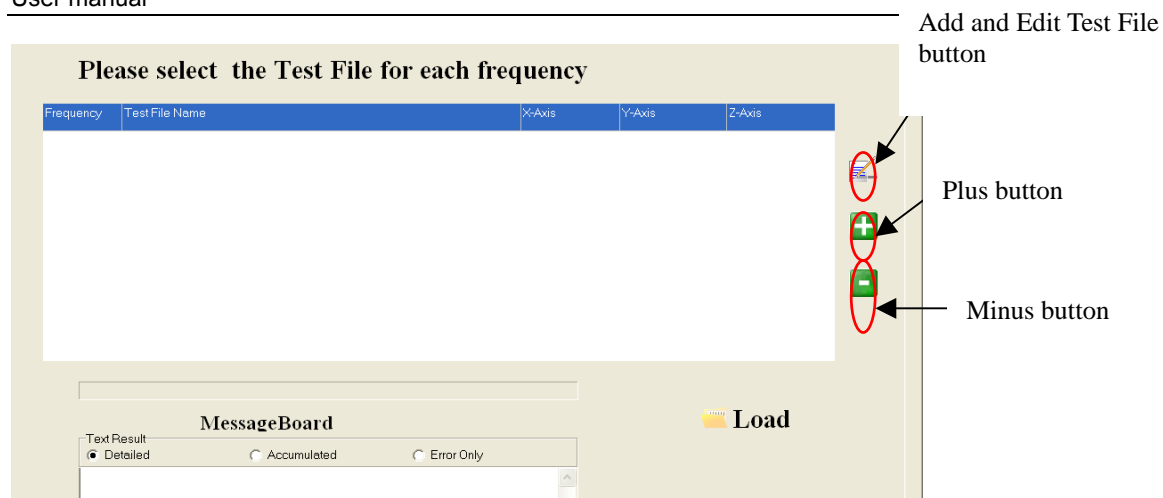 User manual
Add and Edit Test File
button
Please select the Test File for each frequency
Frequency Test File Name X-Axis Y-Axis Z-Axis
Plus button
Minus button
Load
MessageBoard
Text Result
Detailed Accumulated Error Only